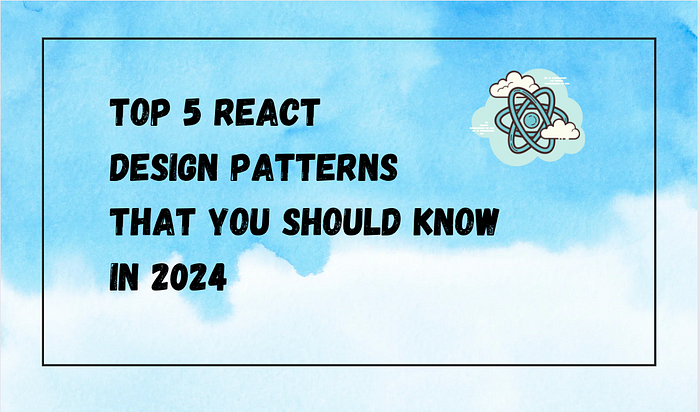 TOP 5 REACT
DESIGN PATTERNS
THAT YOU SHOULD KNOW
IN 2024